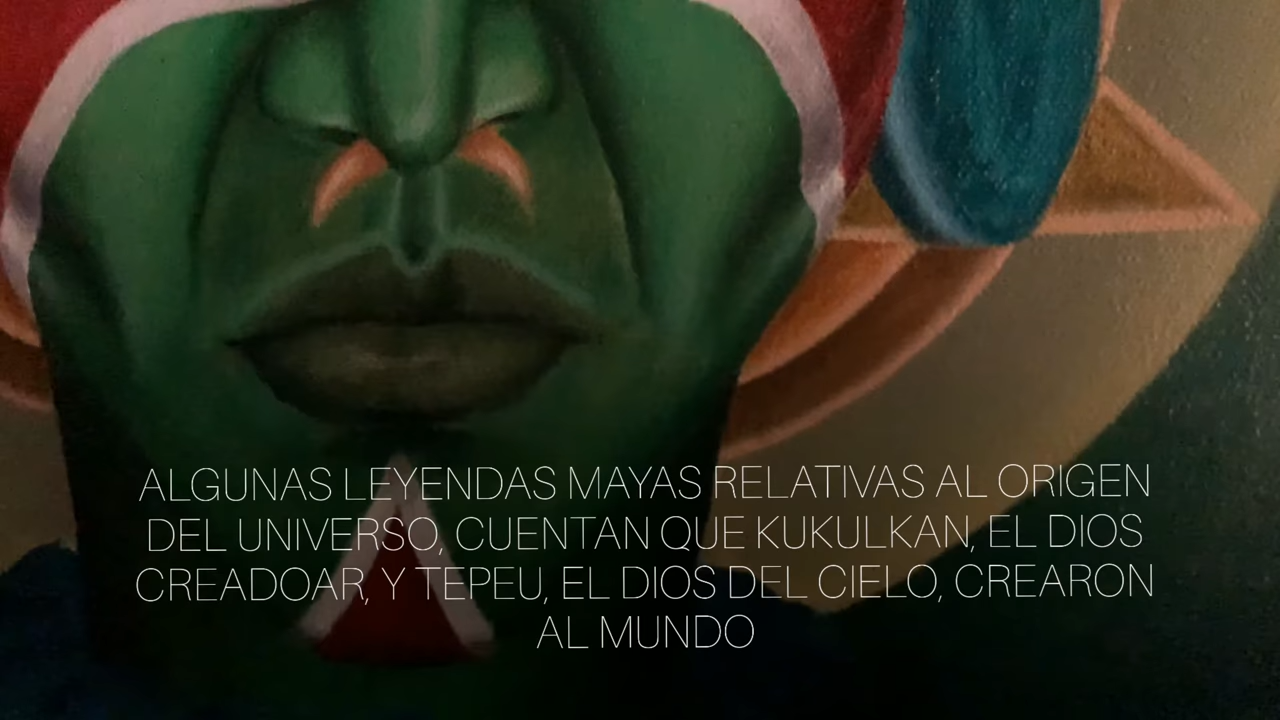 ALGUNAS LEYENDAS MAYAS RELATIVAS AL ORIGEN
DEL UNIVERSO, CUENTAN QUE KUKULKAN, EL DIOS
CREADOAR, Y TEPEU, EL DIOS DEL CIELO, CREARON
AL MUNDO